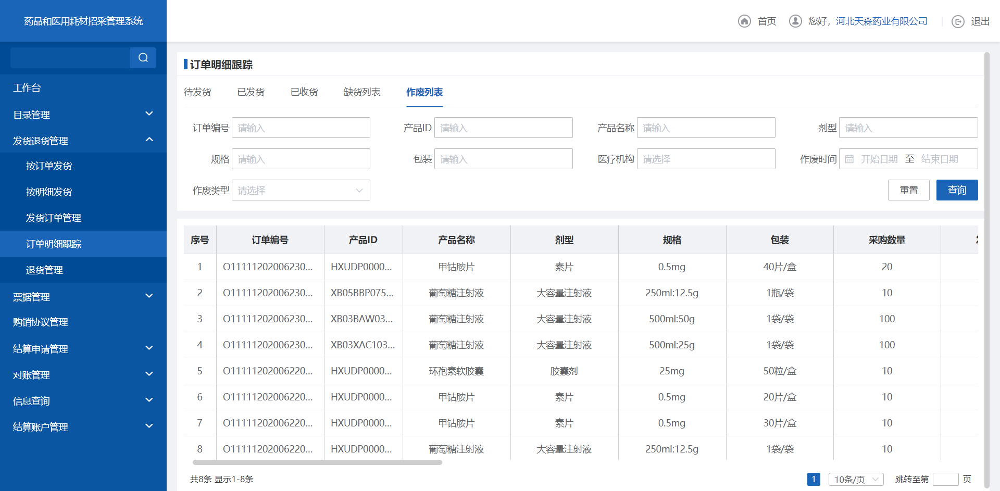 药品和医用耗材招采管理系统
首页 您好，河北天森药业有限公司 退出
工作台
目录管理
发货退货管理
按订单发货
按明细发货
发货订单管理
订单明细跟踪
退货管理
票据管理
购销协议管理
结算申请管理
对账管理
信息查询
结算账户管理
订单明细跟踪
待发货 已发货 已收货 缺货列表 作废列表
订单编号 请输入 产品ID 请输入 产品名称 请输入 剂型 请输入
规格 请输入 包装 请输入 医疗机构 请选择 作废时间 开始日期 至 结束日期
作废类型 请选择 重置 查询
序号 订单编号 产品ID 产品名称 剂型 规格 包装 采购数量
1 O11111202006230... HXUDP0000... 甲钴胺片 素片 0.5mg 40片/盒 20
2 O11111202006230... XB05BBP075... 葡萄糖注射液 大容量注射液 250ml:12.5g 1瓶/袋 10
3 O11111202006230... XB03BAW03... 葡萄糖注射液 大容量注射液 500ml:50g 1袋/袋 100
4 O11111202006230... XB03XAC103... 葡萄糖注射液 大容量注射液 500ml:25g 1袋/袋 100
5 O11111202006220... HXUDP0000... 环孢素软胶囊 胶囊剂 25mg 50粒/盒 10
6 O11111202006220... HXUDP0000... 甲钴胺片 素片 0.5mg 20片/盒 10
7 O11111202006220... HXUDP0000... 甲钴胺片 素片 0.5mg 30片/盒 10
8 O11111202006220... HXUDP0000... 葡萄糖注射液 大容量注射液 250ml:12.5g 1袋/袋 10
共8条 显示1-8条 1 10条/页 跳转至第 页